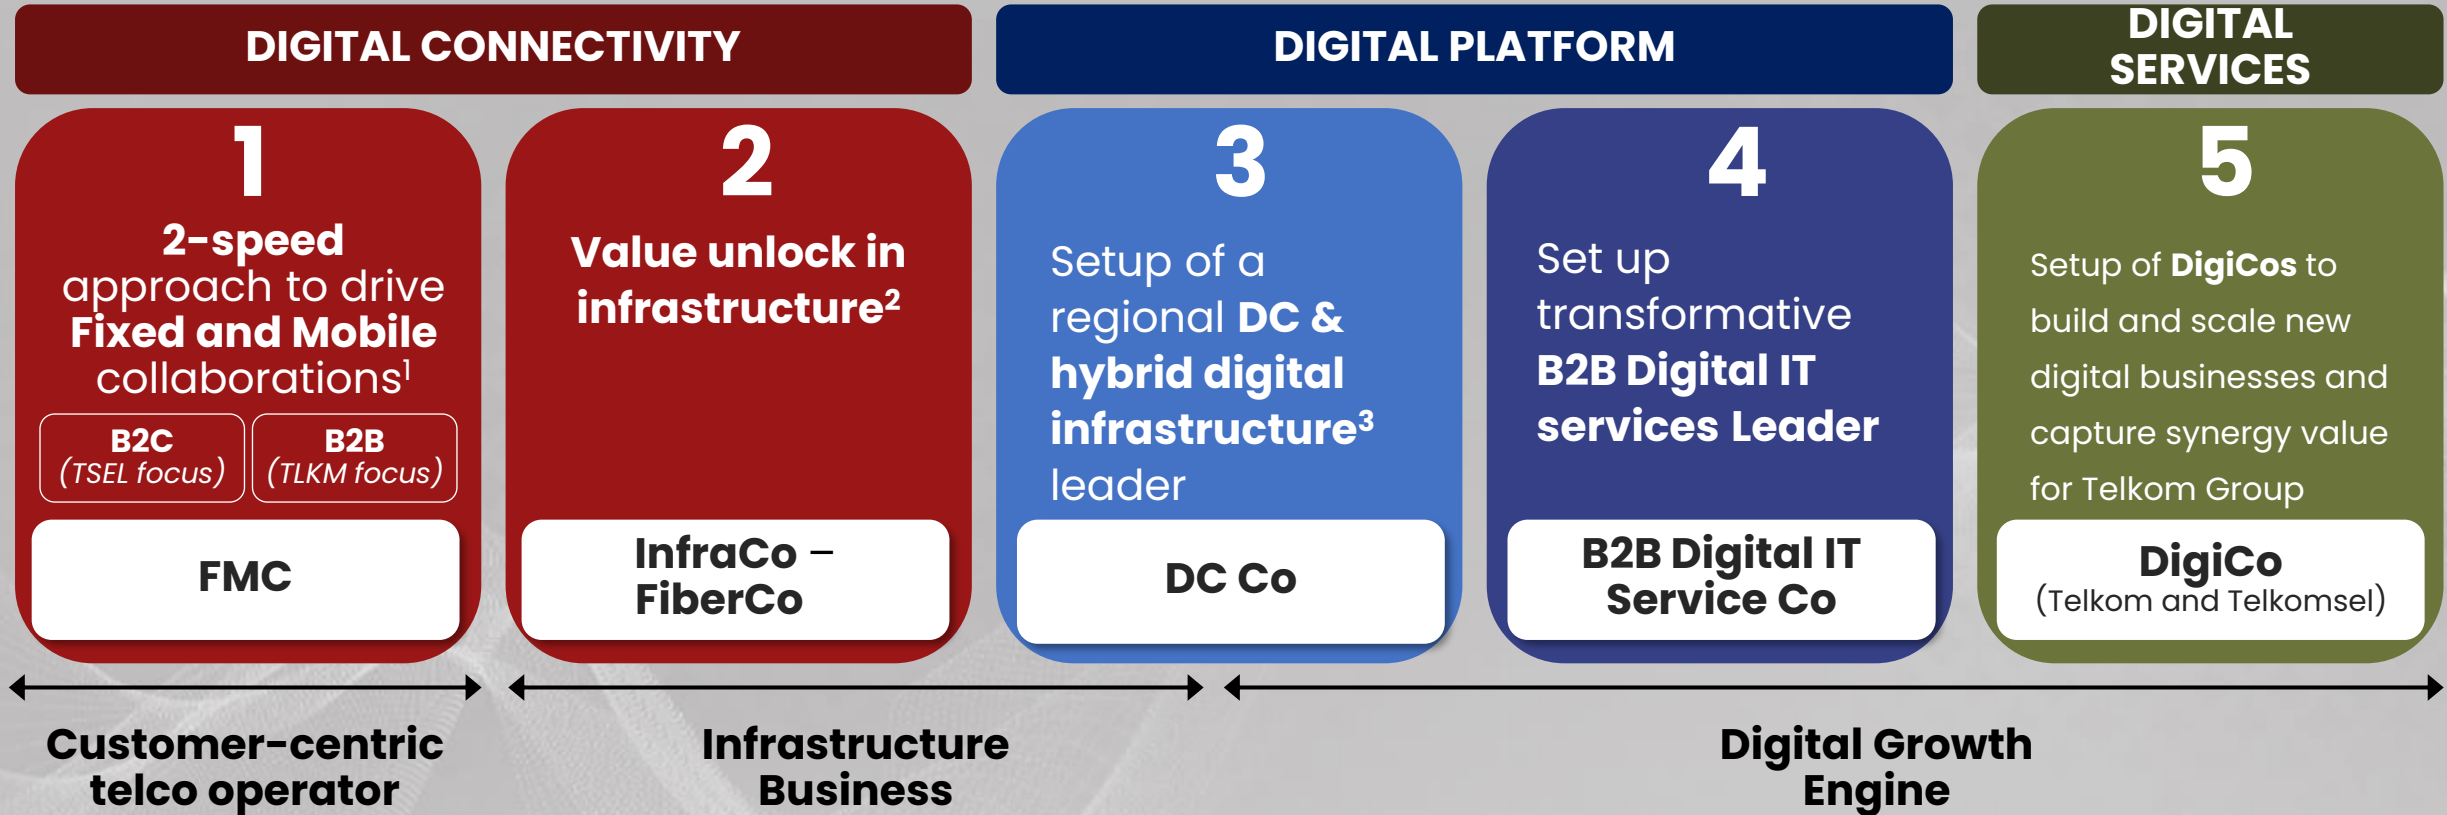 DIGITAL CONNECTIVITY
DIGITAL PLATFORM
DIGITAL
SERVICES
1
2-speed
approach to drive
Fixed and Mobile
collaborations¹
B2C
(TSEL focus)
B2B
(TLKM focus)
FMC
2
Value unlock in
infrastructure²
InfraCo –
FiberCo
3
Setup of a
regional DC &
hybrid digital
infrastructure³
leader
DC Co
4
Set up
transformative
B2B Digital IT
services Leader
B2B Digital IT
Service Co
5
Setup of DigiCos to
build and scale new
digital businesses and
capture synergy value
for Telkom Group
DigiCo
(Telkom and Telkomsel)
Customer-centric
telco operator
Infrastructure
Business
Digital Growth
Engine